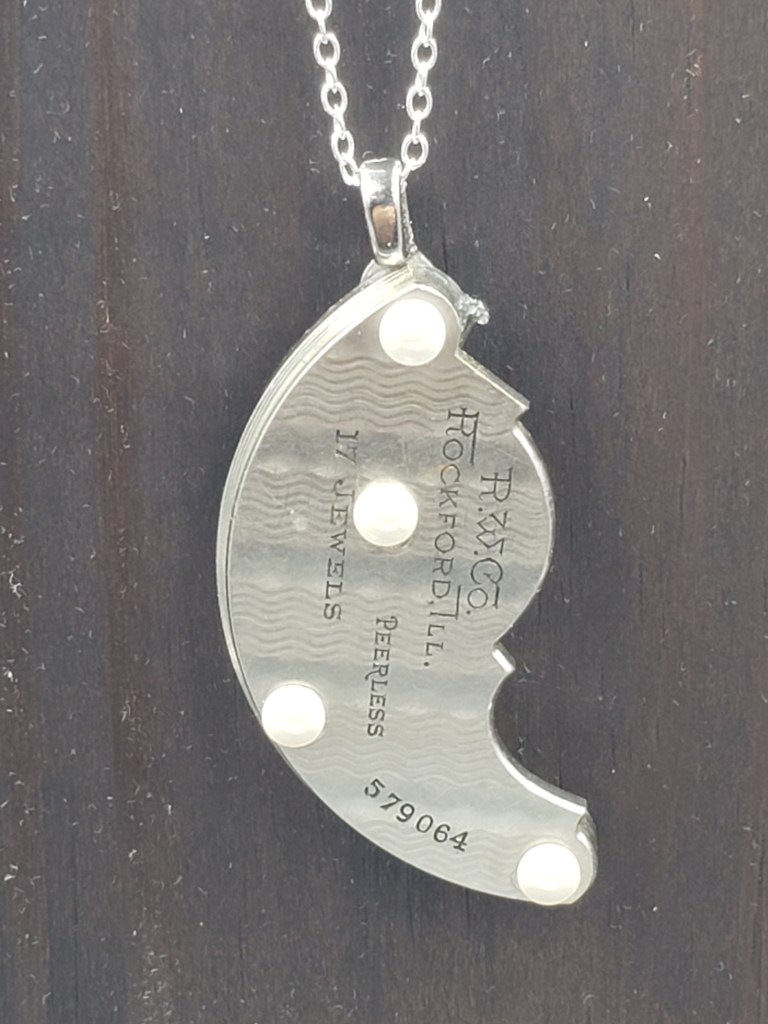 R.W.Co.
ROCKFORD, ILL.
17 JEWELS
PEERLESS
579064